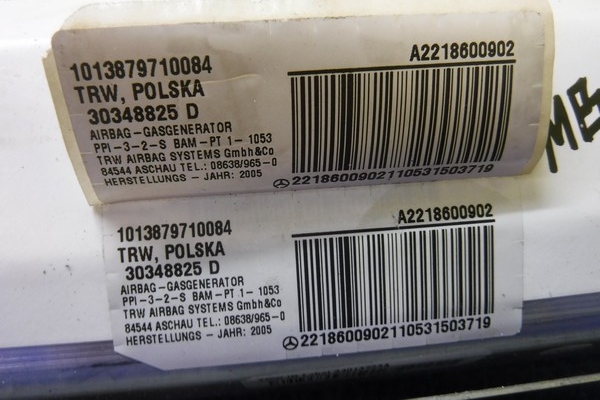 1013879710084
TRW, POLSKA
30348825 D
AIRBAG-GASGENERATOR
PPI-3-2-S BAM-PT 1- 1053
TRW AIRBAG SYSTEMS Gmbh&Co
84544 ASCHAU TEL.: 08638/965-0
HERSTELLUNGS - JAHR: 2005
A2218600902
2218600902110531503719
MB
1013879710084
TRW, POLSKA
30348825 D
AIRBAG-GASGENERATOR
PPI-3-2-S BAM-PT 1- 1053
TRW AIRBAG SYSTEMS Gmbh&Co
84544 ASCHAU TEL.: 08638/965-0
HERSTELLUNGS - JAHR: 2005
A2218600902
2218600902110531503719